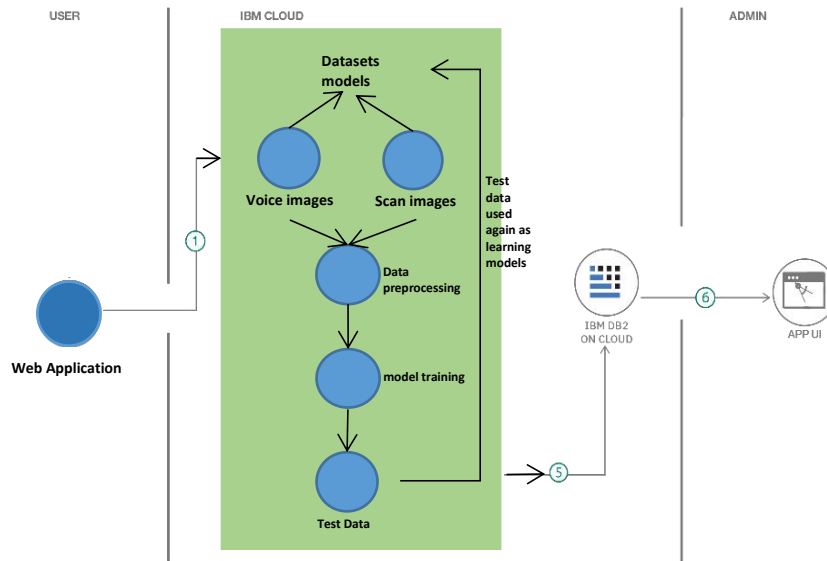 USER
IBM CLOUD
ADMIN
Datasets
models
Voice images
Scan images
Test
data
used
again as
learning
models
1
Data
preprocessing
6
IBM DB2
ON CLOUD
APP UI
Web Application
model training
5
Test Data